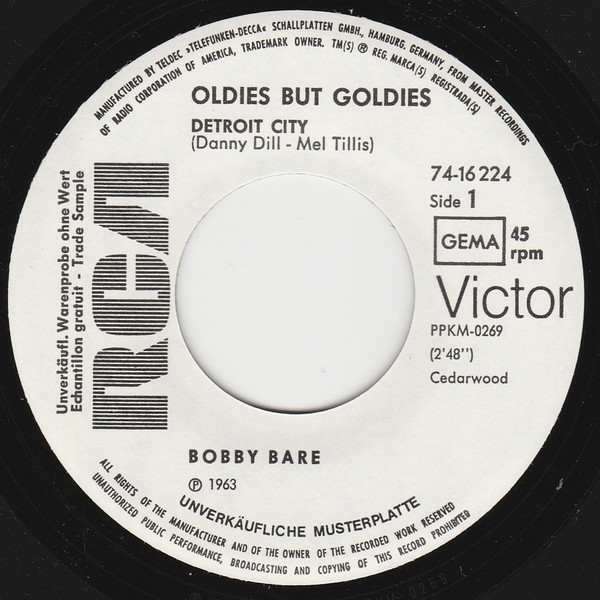 MANUFACTURED BY TELDEC »TELEFUNKEN-DECCA« SCHALLPLATTEN GMBH., HAMBURG, GERMANY, FROM MASTER RECORDINGS
OF RADIO CORPORATION OF AMERICA, TRADEMARK OWNER. TM(S) ® REG. MARCA(S) REGISTRADA(S)
OLDIES BUT GOLDIES
DETROIT CITY
(Danny Dill - Mel Tillis)
74-16 224
Side 1
GEMA
45
rpm
Victor
PPKM-0269
(2'48'')
Cedarwood
Unverkäufl. Warenprobe ohne Wert
Echantillon gratuit - Trade Sample
RCA
BOBBY BARE
℗ 1963
UNVERKÄUFLICHE MUSTERPLATTE
ALL RIGHTS OF THE MANUFACTURER AND OF THE OWNER OF THE RECORDED WORK RESERVED
UNAUTHORIZED PUBLIC PERFORMANCE, BROADCASTING AND COPYING OF THIS RECORD PROHIBITED